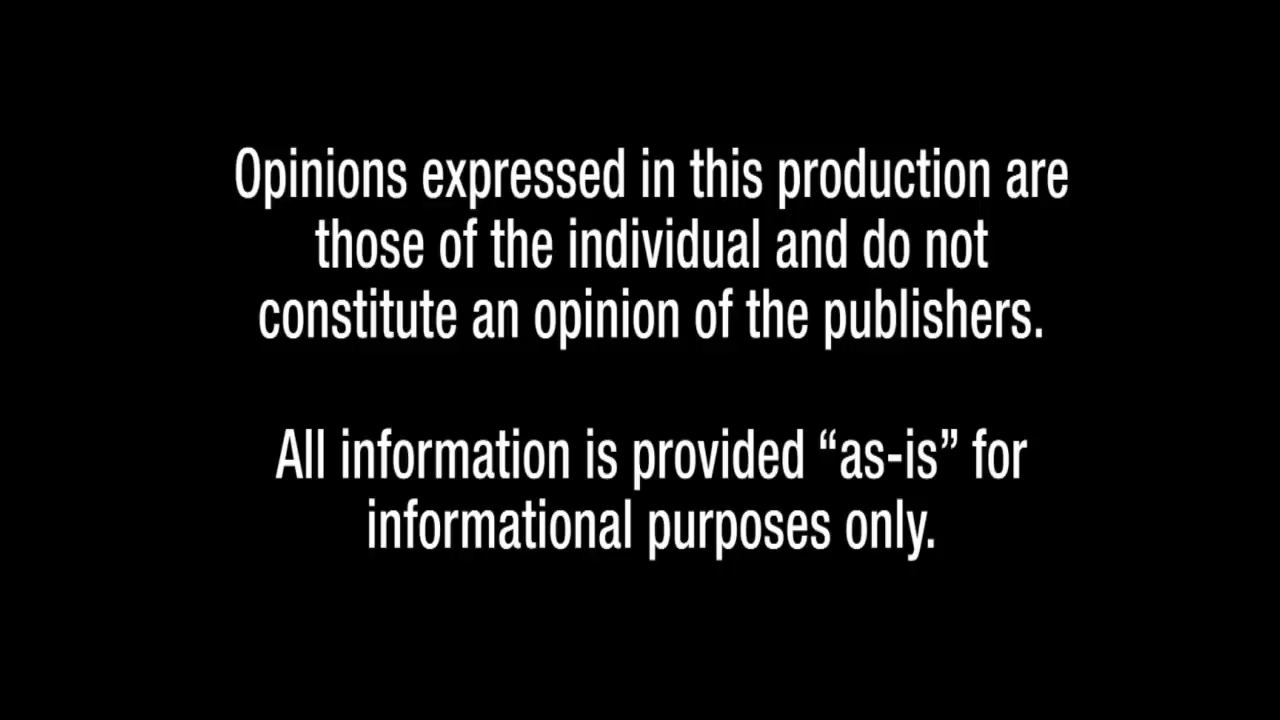 Opinions expressed in this production are
those of the individual and do not
constitute an opinion of the publishers.
All information is provided “as-is” for
informational purposes only.